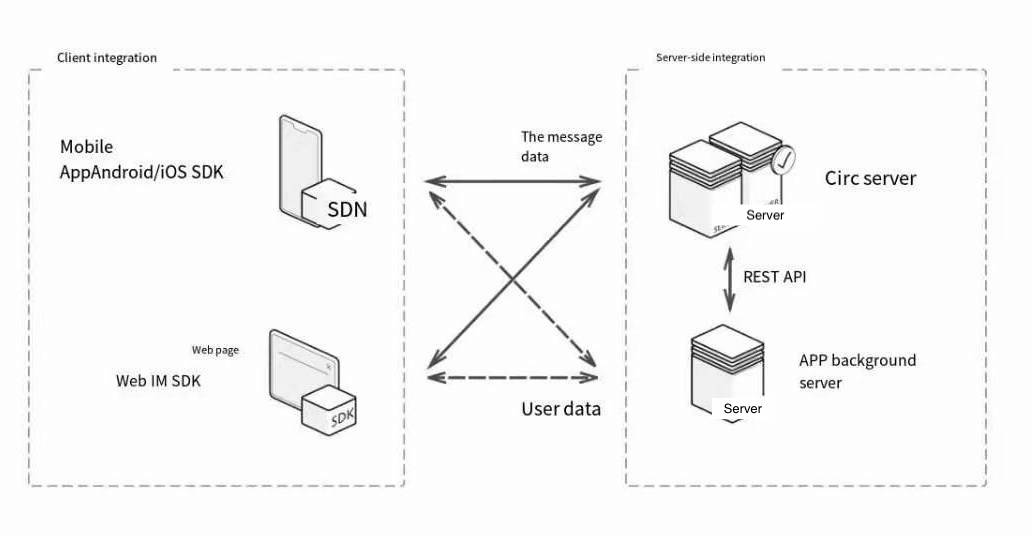 Client integration
Server-side integration
Mobile
AppAndroid/iOS SDK
SDN
The message
data
Circ server
Server
REST API
Web page
Web IM SDK
SDK
User data
APP background
server
Server